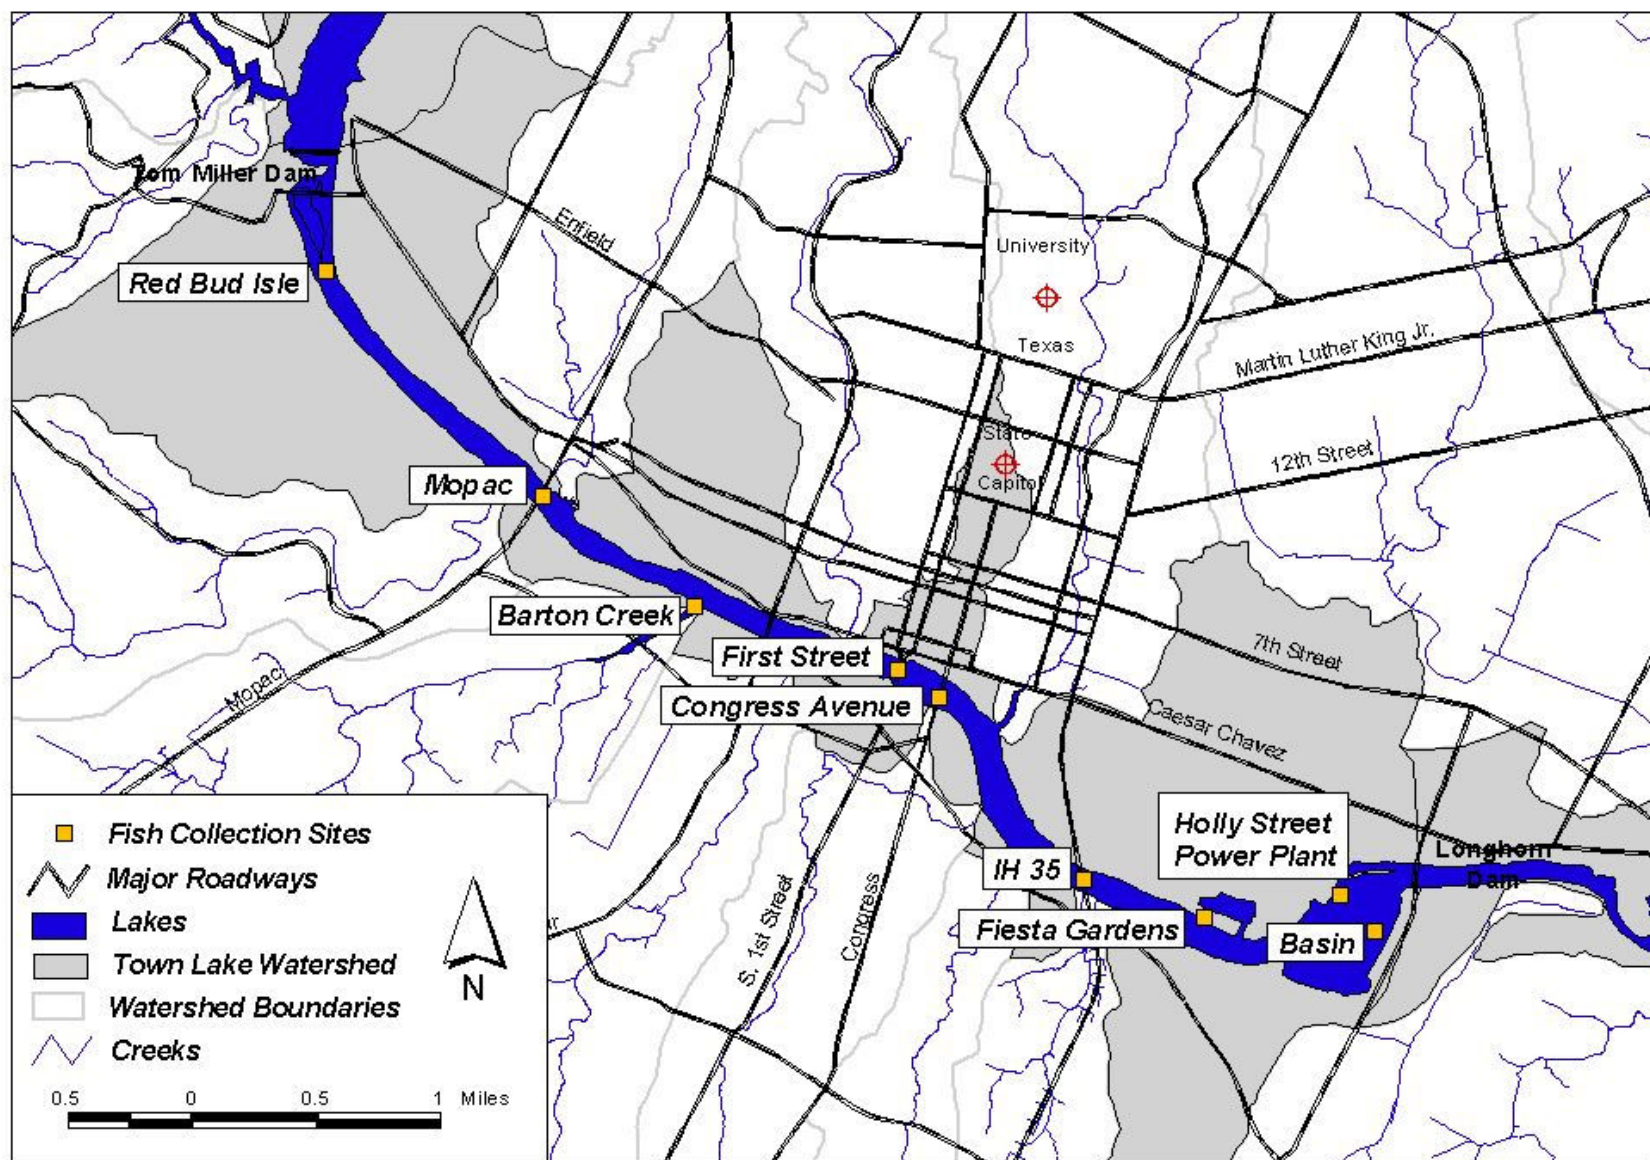 Tom Miller Dam
Enfield
University
Red Bud Isle
Texas
Martin Luther King Jr.
State
Capitol
12th Street
Mopac
Barton Creek
First Street
7th Street
Mopac
Congress Avenue
Caesar Chavez
Holly Street
Power Plant
Longhorn
Dam
IH 35
S. 1st Street
Congress
Fiesta Gardens
Basin
Fish Collection Sites
Major Roadways
Lakes
Town Lake Watershed
Watershed Boundaries
Creeks
N
0.5 0 0.5 1 Miles